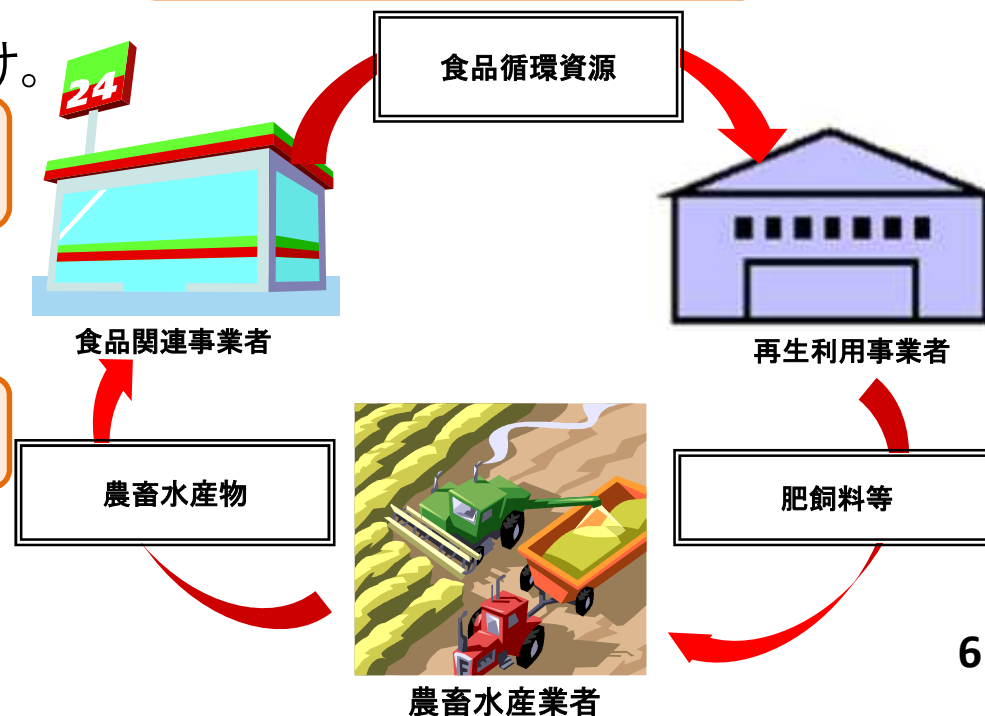 け。
24
食品循環資源
食品関連事業者
再生利用事業者
農畜水産物
肥飼料等
農畜水産業者
6